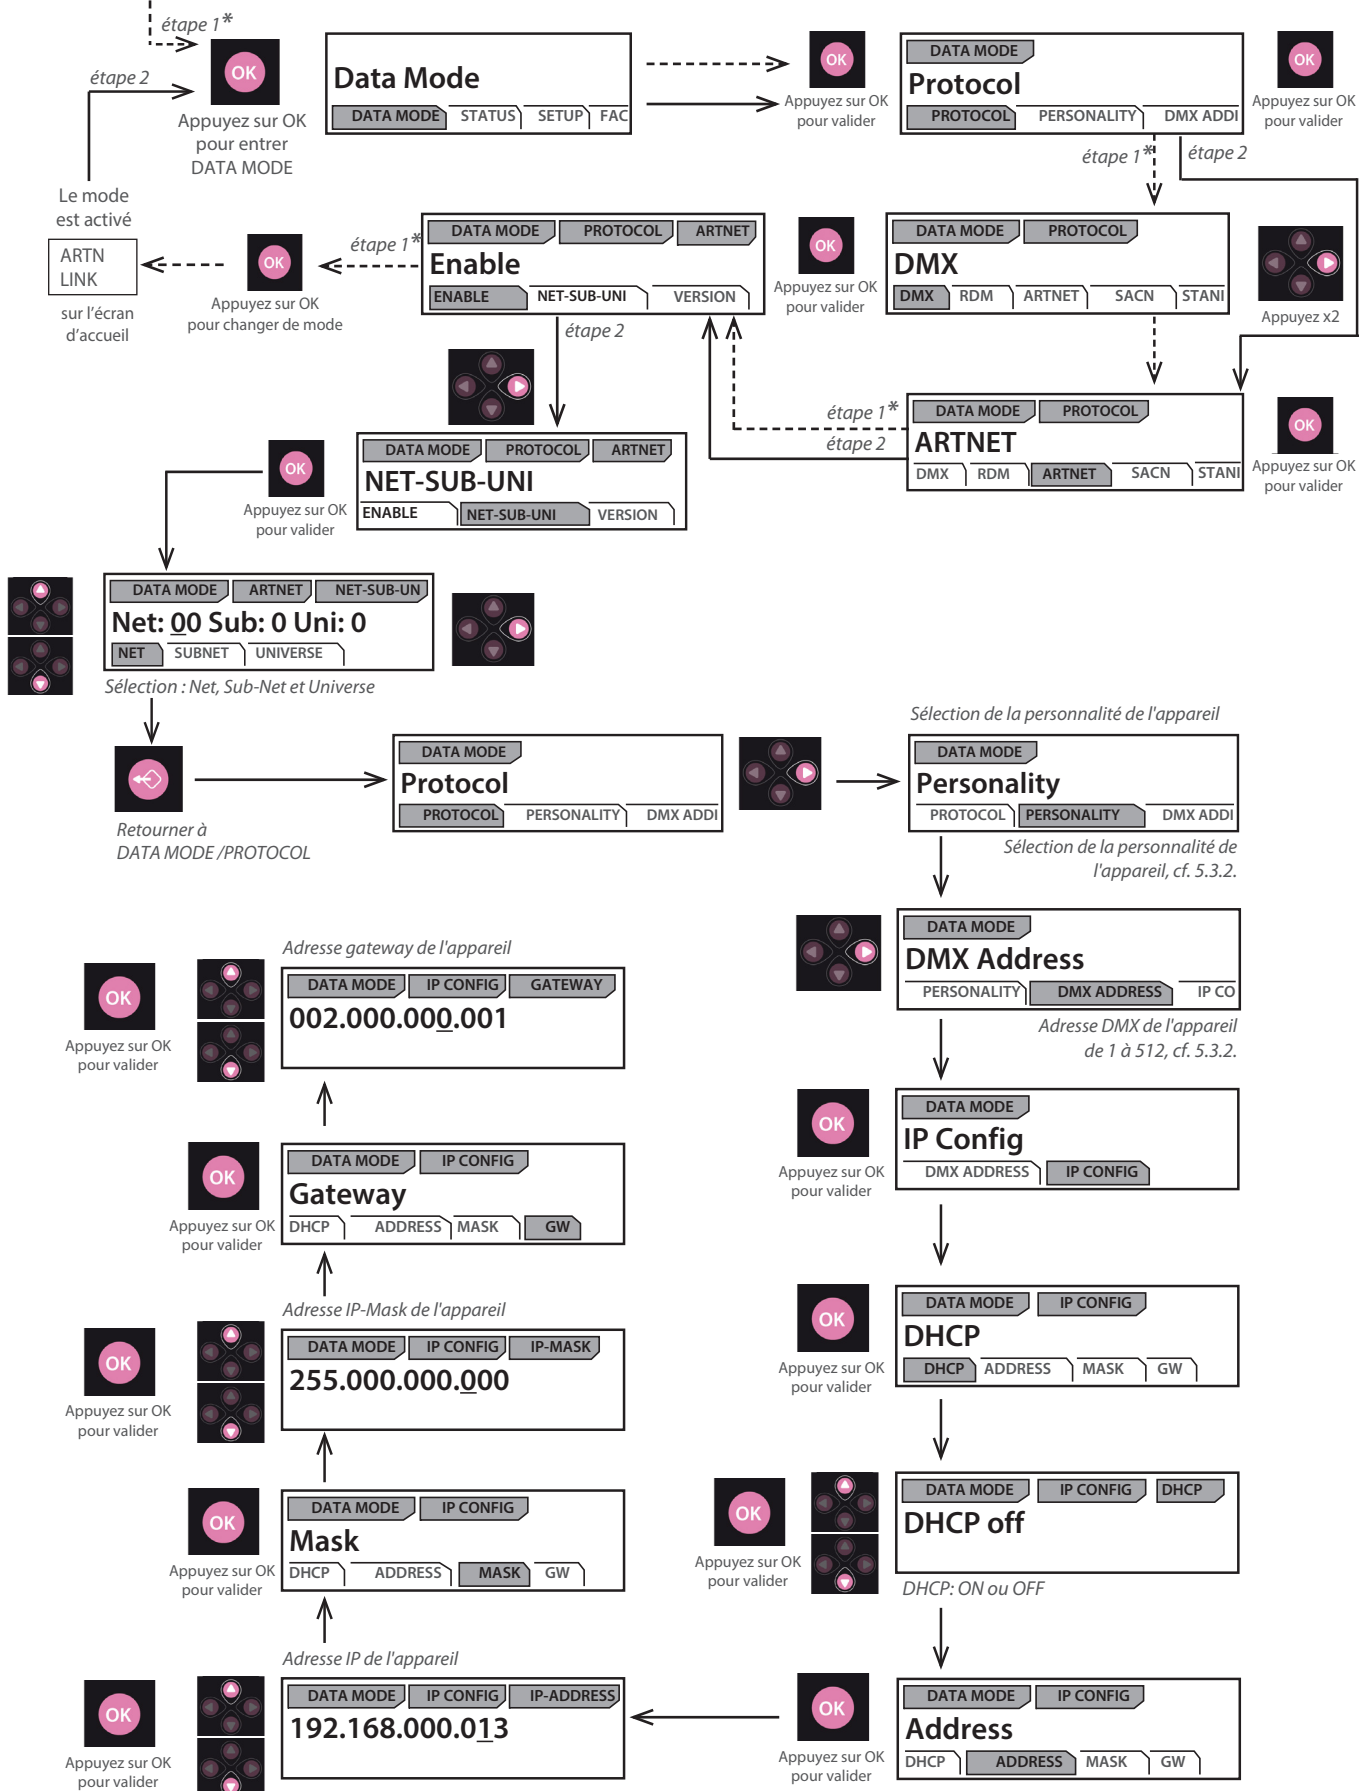 étape 1*
étape 2
OK
Appuyez sur OK
pour entrer
DATA MODE
Data Mode
DATA MODE STATUS SETUP FAC
OK
Appuyez sur OK
pour valider
DATA MODE
Protocol
PROTOCOL PERSONALITY DMX ADDI
OK
Appuyez sur OK
pour valider
étape 1*
étape 2
Le mode
est activé
ARTN
LINK
sur l'écran
d'accueil
OK
Appuyez sur OK
pour changer de mode
étape 1*
DATA MODE PROTOCOL ARTNET
Enable
ENABLE NET-SUB-UNI VERSION
étape 2
OK
Appuyez sur OK
pour valider
DATA MODE PROTOCOL
DMX
DMX RDM ARTNET SACN STANI
Appuyez x2
étape 1*
étape 2
DATA MODE PROTOCOL
ARTNET
DMX RDM ARTNET SACN STANI
OK
Appuyez sur OK
pour valider
OK
Appuyez sur OK
pour valider
DATA MODE PROTOCOL ARTNET
NET-SUB-UNI
ENABLE NET-SUB-UNI VERSION
DATA MODE ARTNET NET-SUB-UN
Net: 00 Sub: 0 Uni: 0
NET SUBNET UNIVERSE
Sélection : Net, Sub-Net et Universe
Retourner à
DATA MODE /PROTOCOL
DATA MODE
Protocol
PROTOCOL PERSONALITY DMX ADDI
Sélection de la personnalité de l'appareil
DATA MODE
Personality
PROTOCOL PERSONALITY DMX ADDI
Sélection de la personnalité de
l'appareil, cf. 5.3.2.
DATA MODE
DMX Address
PERSONALITY DMX ADDRESS IP CO
Adresse DMX de l'appareil
de 1 à 512, cf. 5.3.2.
OK
Appuyez sur OK
pour valider
DATA MODE
IP Config
DMX ADDRESS IP CONFIG
OK
Appuyez sur OK
pour valider
DATA MODE IP CONFIG
DHCP
DHCP ADDRESS MASK GW
OK
Appuyez sur OK
pour valider
DATA MODE IP CONFIG DHCP
DHCP off
DHCP: ON ou OFF
OK
Appuyez sur OK
pour valider
DATA MODE IP CONFIG
Address
DHCP ADDRESS MASK GW
Adresse IP de l'appareil
OK
Appuyez sur OK
pour valider
DATA MODE IP CONFIG IP-ADDRESS
192.168.000.013
OK
Appuyez sur OK
pour valider
DATA MODE IP CONFIG
Mask
DHCP ADDRESS MASK GW
Adresse IP-Mask de l'appareil
OK
Appuyez sur OK
pour valider
DATA MODE IP CONFIG IP-MASK
255.000.000.000
OK
Appuyez sur OK
pour valider
DATA MODE IP CONFIG
Gateway
DHCP ADDRESS MASK GW
Adresse gateway de l'appareil
OK
Appuyez sur OK
pour valider
DATA MODE IP CONFIG GATEWAY
002.000.000.001